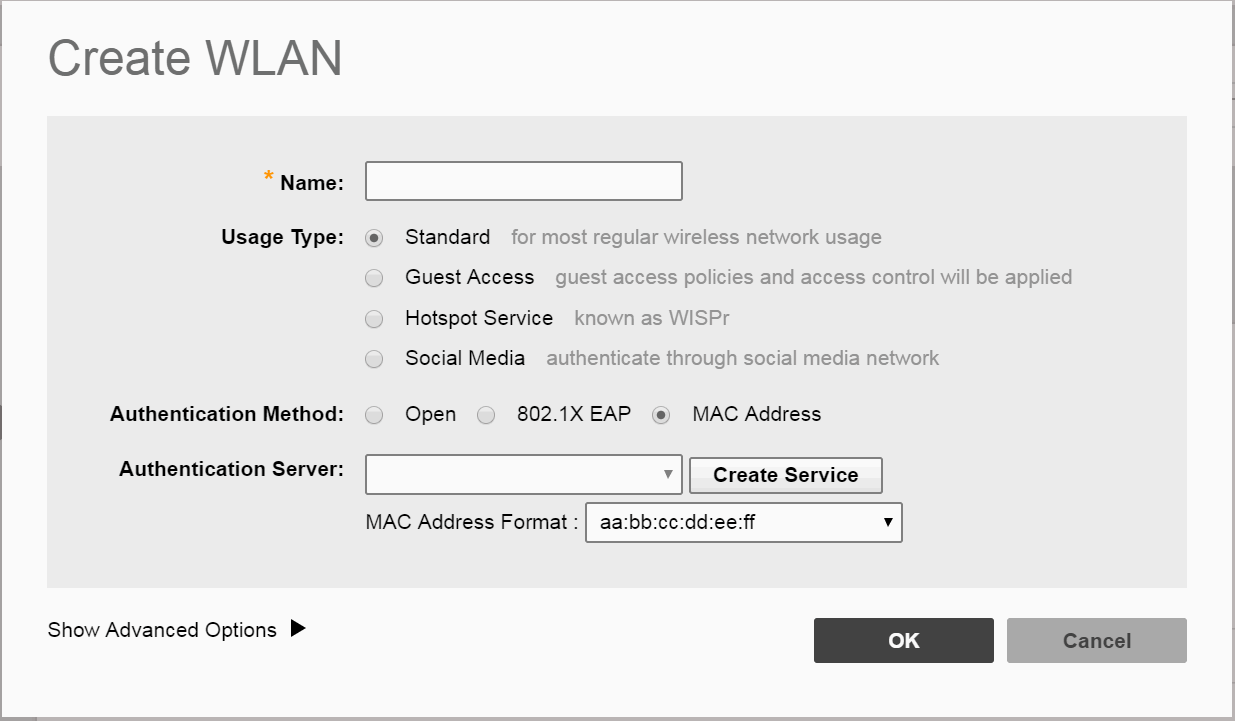 Create WLAN
* Name:
Usage Type: Standard for most regular wireless network usage
Guest Access guest access policies and access control will be applied
Hotspot Service known as WISPr
Social Media authenticate through social media network
Authentication Method: Open 802.1X EAP MAC Address
Authentication Server: Create Service
MAC Address Format : aa:bb:cc:dd:ee:ff
Show Advanced Options
OK Cancel